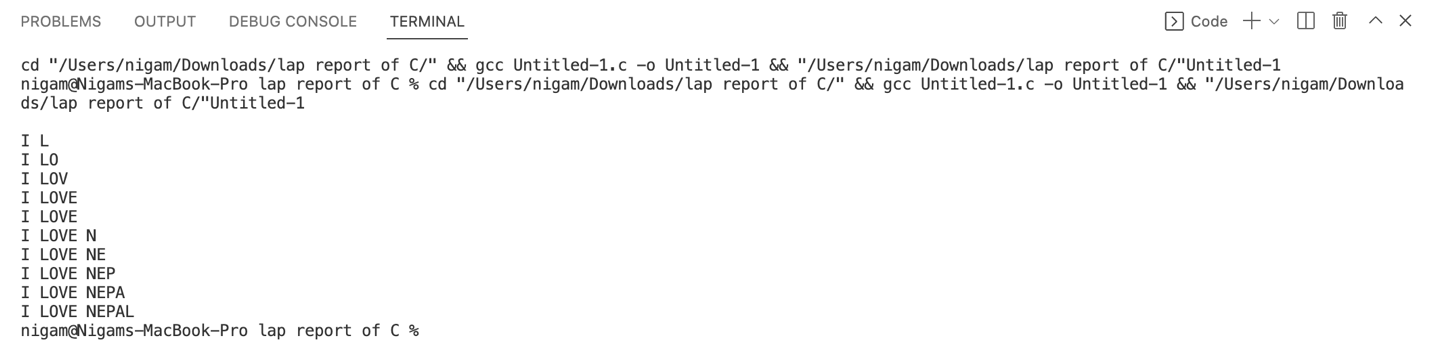 PROBLEMS OUTPUT DEBUG CONSOLE TERMINAL Code
cd "/Users/nigam/Downloads/lap report of C/" && gcc Untitled-1.c -o Untitled-1 && "/Users/nigam/Downloads/lap report of C/"Untitled-1
nigam@Nigams-MacBook-Pro lap report of C % cd "/Users/nigam/Downloads/lap report of C/" && gcc Untitled-1.c -o Untitled-1 && "/Users/nigam/Downloa
ds/lap report of C/"Untitled-1
I L
I LO
I LOV
I LOVE
I LOVE
I LOVE N
I LOVE NE
I LOVE NEP
I LOVE NEPA
I LOVE NEPAL
nigam@Nigams-MacBook-Pro lap report of C %